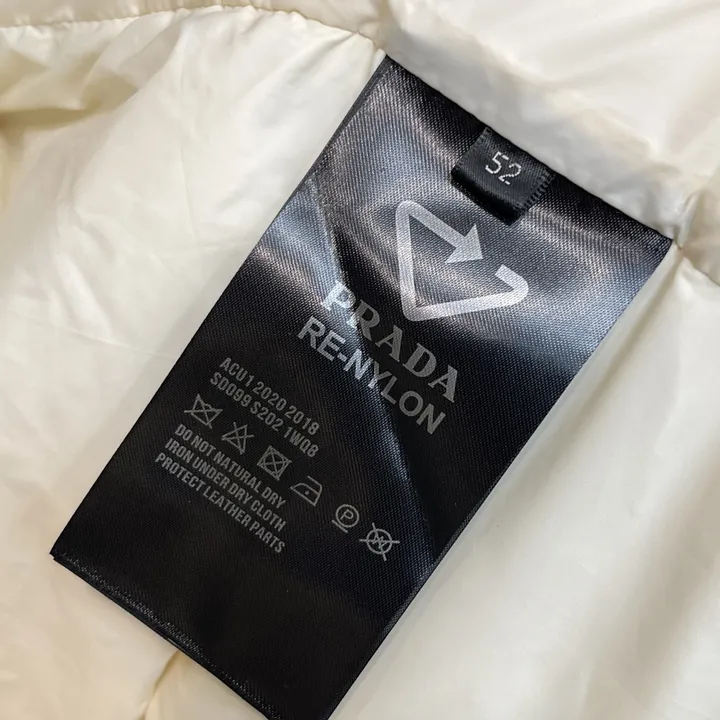 52
PRADA
RE-NYLON
ACU1 2020 2018
SD099 S202 1WQ8
P
W
DO NOT NATURAL DRY
IRON UNDER DRY CLOTH
PROTECT LEATHER PARTS